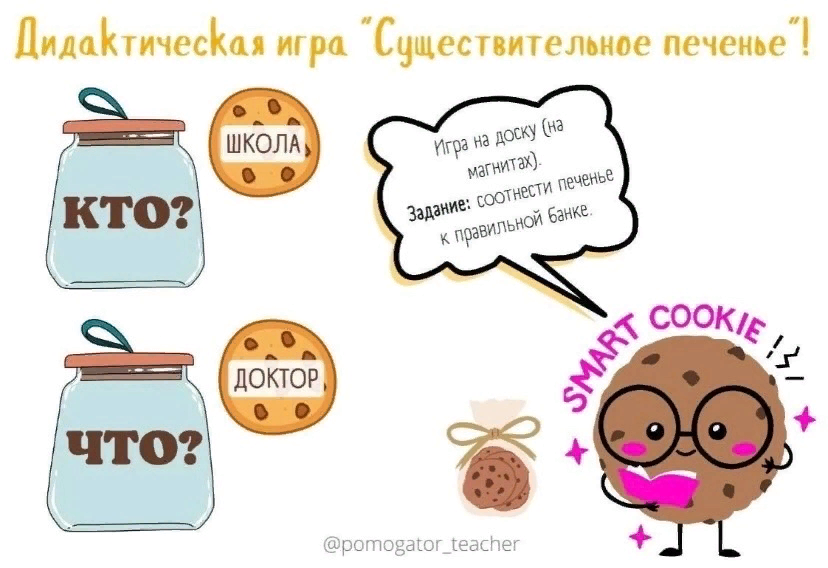 Дидактическая игра "Существительное печенье"!
ШКОЛА
КТО?
Игра на доску (на
магнитах).
Задание: соотнести печенье
к правильной банке.
SMART COOKIE
ДОКТОР
ЧТО?
@pomogator_teacher